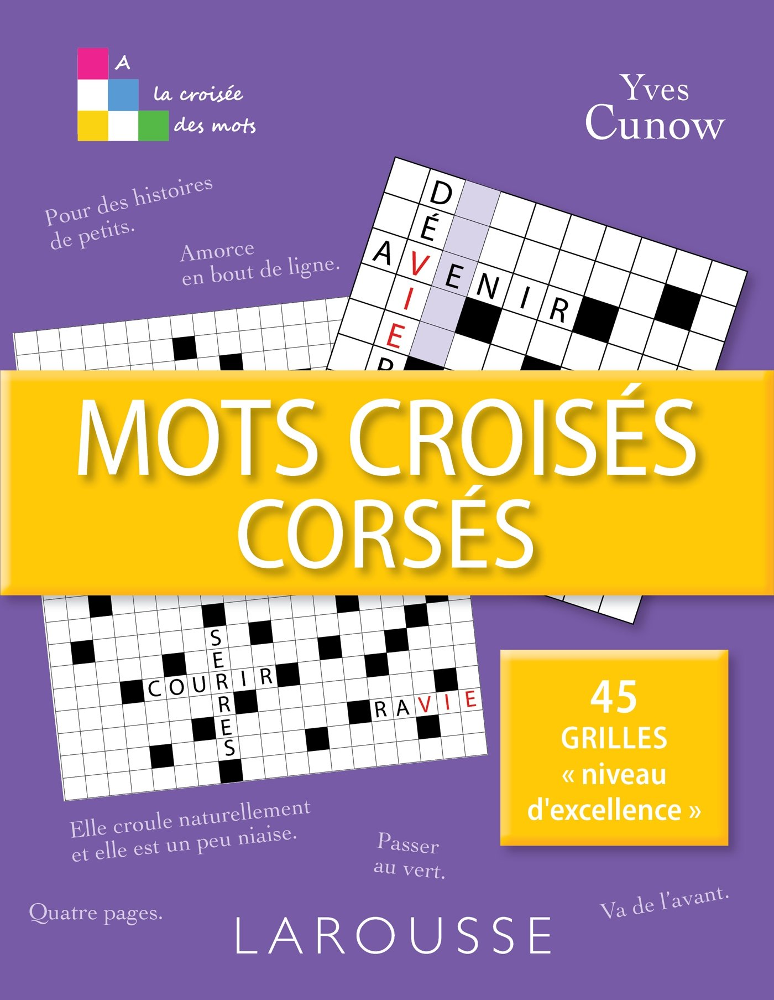 A
la croisée
des mots
Yves
Cunow
Pour des histoires
de petits.
Amorce
en bout de ligne.
DÉVIER
AVENIR
MOTS CROISÉS
CORSÉS
SERRES
COURIR
RAVIE
45
GRILLES
« niveau
d'excellence »
Elle croule naturellement
et elle est un peu niaise.
Passer
au vert.
Quatre pages.
Va de l'avant.
LAROUSSE